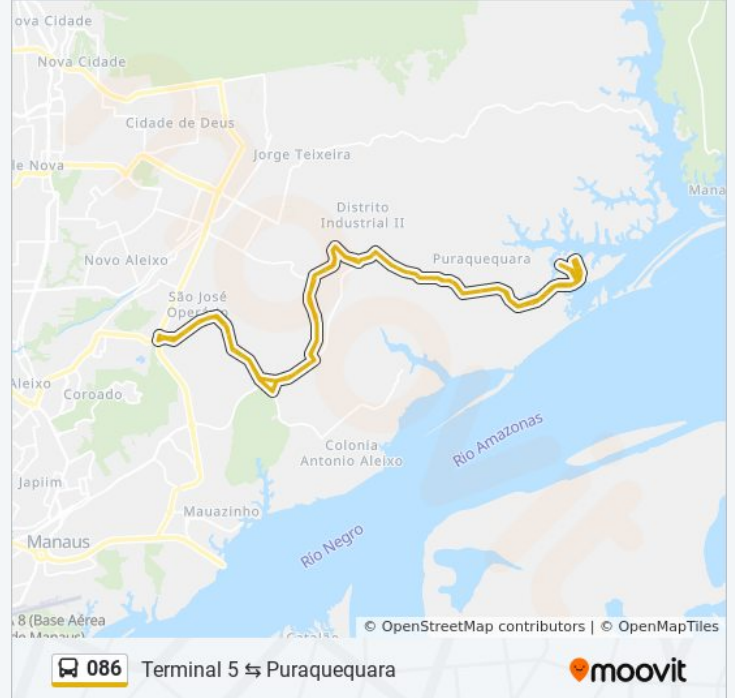 ova Cidade
Nova Cidade
Cidade de Deus
Jorge Teixeira
le Nova
Distrito
Industrial II
Mana
Novo Aleixo
Puraquequara
São José
Operário
Aleixo
Coroado
Colonia
Antonio Aleixo
Rio Amazonas
Japiim
Mauazinho
Manaus
Rio Negro
8 (Base Aérea
de Manaus)
Catalão
© OpenStreetMap contributors | © OpenMapTiles
086 Terminal 5 ⇆ Puraquequara
moovit